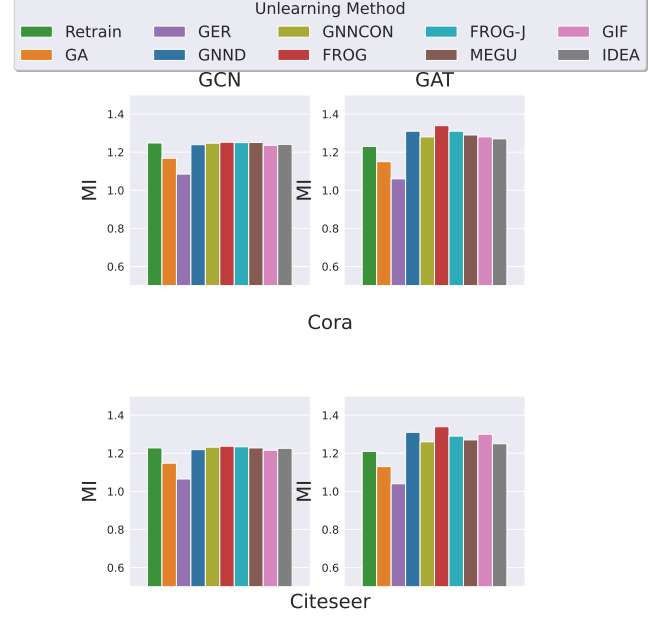 Unlearning Method
Retrain GER GNNCON FROG-J GIF
GA GNND FROG MEGU IDEA
GCN GAT
1.4 1.4
1.2 1.2
MI 1.0 MI 1.0
0.8 0.8
0.6 0.6
Cora
1.4 1.4
1.2 1.2
MI 1.0 MI 1.0
0.8 0.8
0.6 0.6
Citeseer